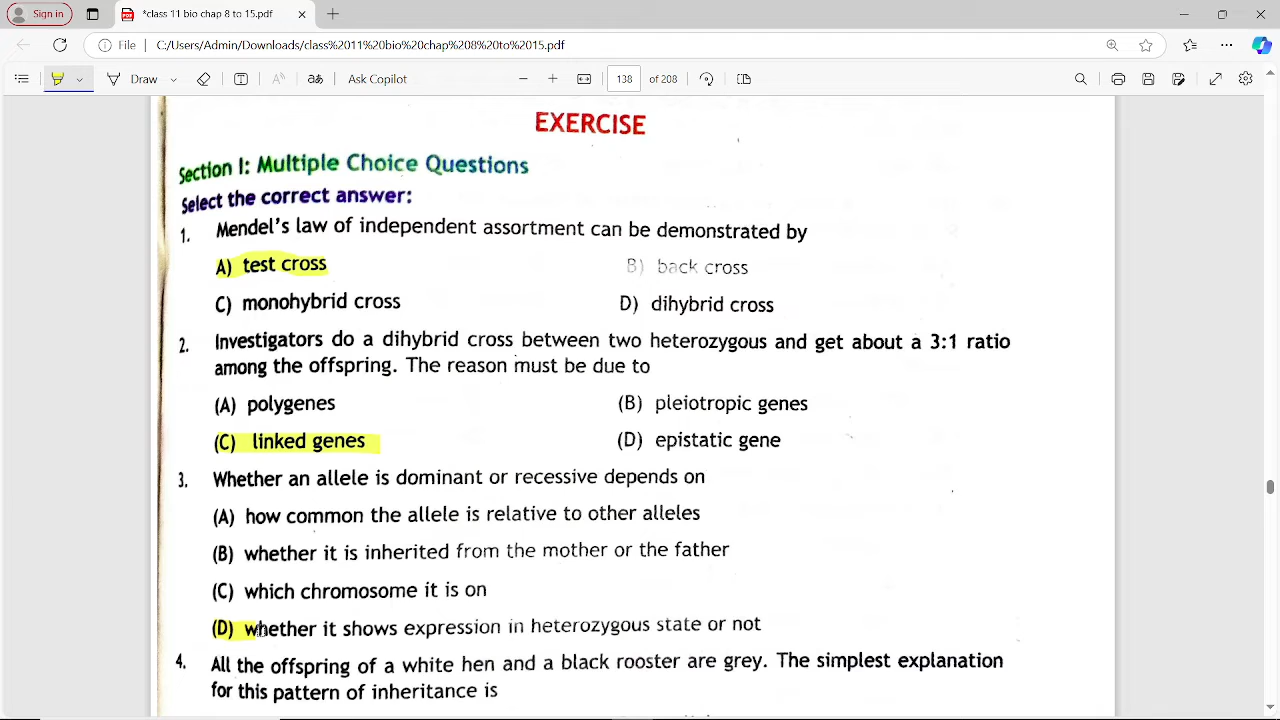 Sign in
*class 11 bio chap 8 to 15.pdf
File
C:/Users/Admin/Downloads/class%2011%20bio%20chap%208%20to%2015.pdf
Draw
Ask Copilot
138 of 208
EXERCISE
Section I: Multiple Choice Questions
Select the correct answer:
1. Mendel's law of independent assortment can be demonstrated by
A) test cross B) back cross
C) monohybrid cross D) dihybrid cross
2. Investigators do a dihybrid cross between two heterozygous and get about a 3:1 ratio
among the offspring. The reason must be due to
(A) polygenes (B) pleiotropic genes
(C) linked genes (D) epistatic gene
3. Whether an allele is dominant or recessive depends on
(A) how common the allele is relative to other alleles
(B) whether it is inherited from the mother or the father
(C) which chromosome it is on
(D) whether it shows expression in heterozygous state or not
4. All the offspring of a white hen and a black rooster are grey. The simplest explanation
for this pattern of inheritance is